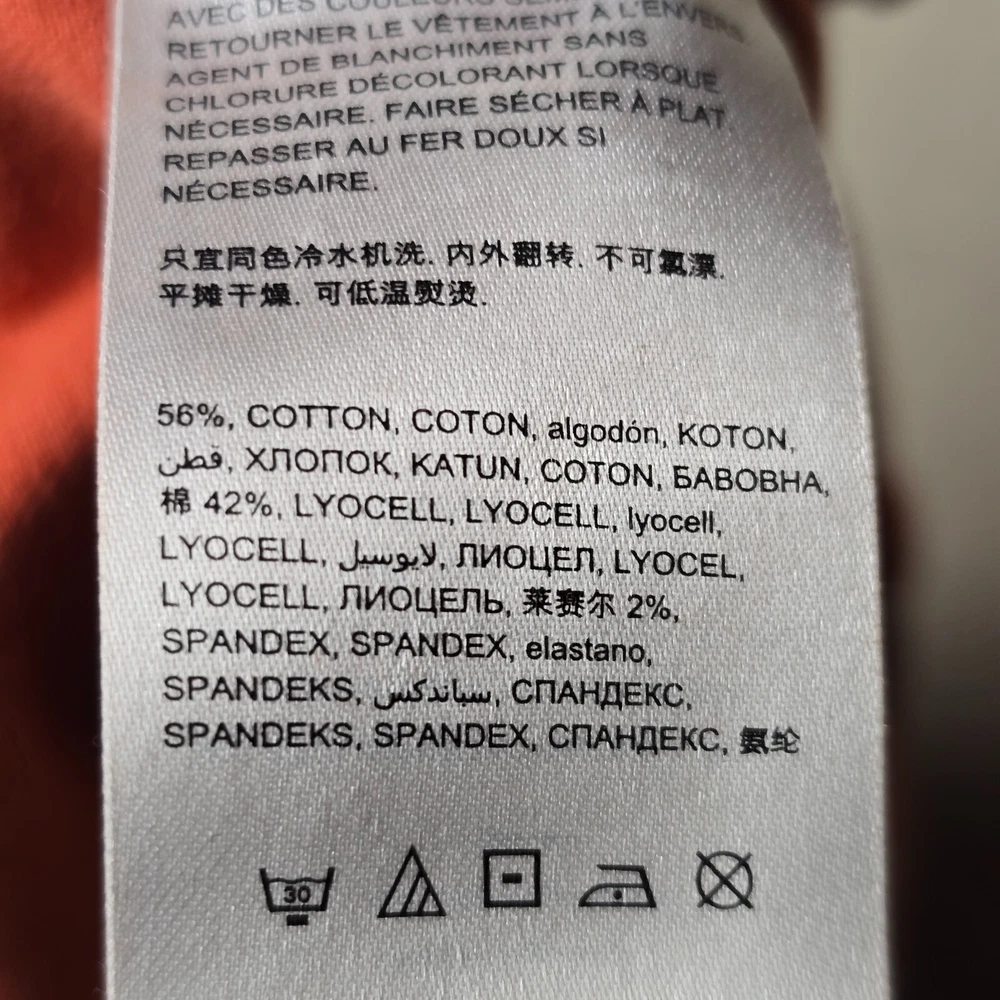 AVEC DES COULEURS
RETOURNER LE VÊTEMENT À L'ENVERS
AGENT DE BLANCHIMENT SANS
CHLORURE DÉCOLORANT LORSQUE
NÉCESSAIRE. FAIRE SÉCHER À PLAT.
REPASSER AU FER DOUX SI
NÉCESSAIRE.
只宜同色冷水机洗. 内外翻转. 不可氯漂.
平摊干燥. 可低温熨烫.
56%, COTTON, COTON, algodón, KOTON,
قطن, ХЛОПОК, KATUN, COTON, БАВОВНА,
棉 42%, LYOCELL, LYOCELL, lyocell,
LYOCELL, لايوسيل, ЛИОЦЕЛ, LYOCEL,
LYOCELL, ЛИОЦЕЛЬ, 莱赛尔 2%,
SPANDEX, SPANDEX, elastano,
SPANDEKS, سباندكس, СПАНДЕКС,
SPANDEKS, SPANDEX, СПАНДЕКС, 氨纶
30